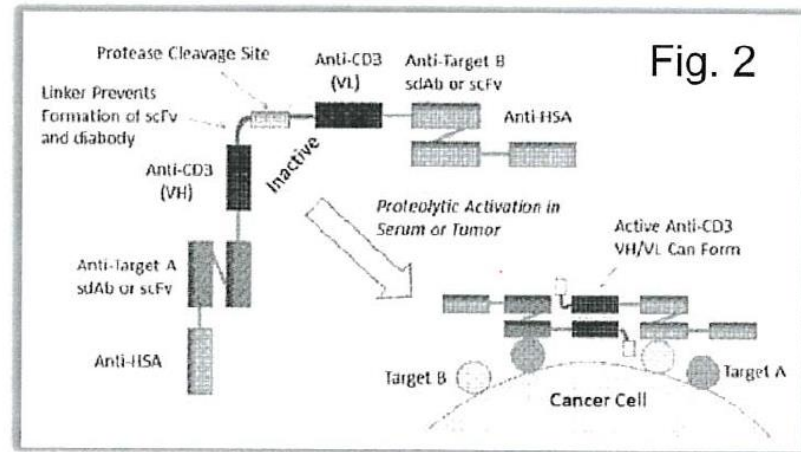 Fig. 2
Protease Cleavage Site
Linker Prevents
Formation of scFv
and diabody
Anti-CD3
(VL)
Anti-Target B
sdAb or scFv
Anti-HSA
Anti-CD3
(VH)
Inactive
Proteolytic Activation in
Serum or Tumor
Active Anti-CD3
VH/VL Can Form
Anti-Target A
sdAb or scFv
Anti-HSA
Target B
Target A
Cancer Cell